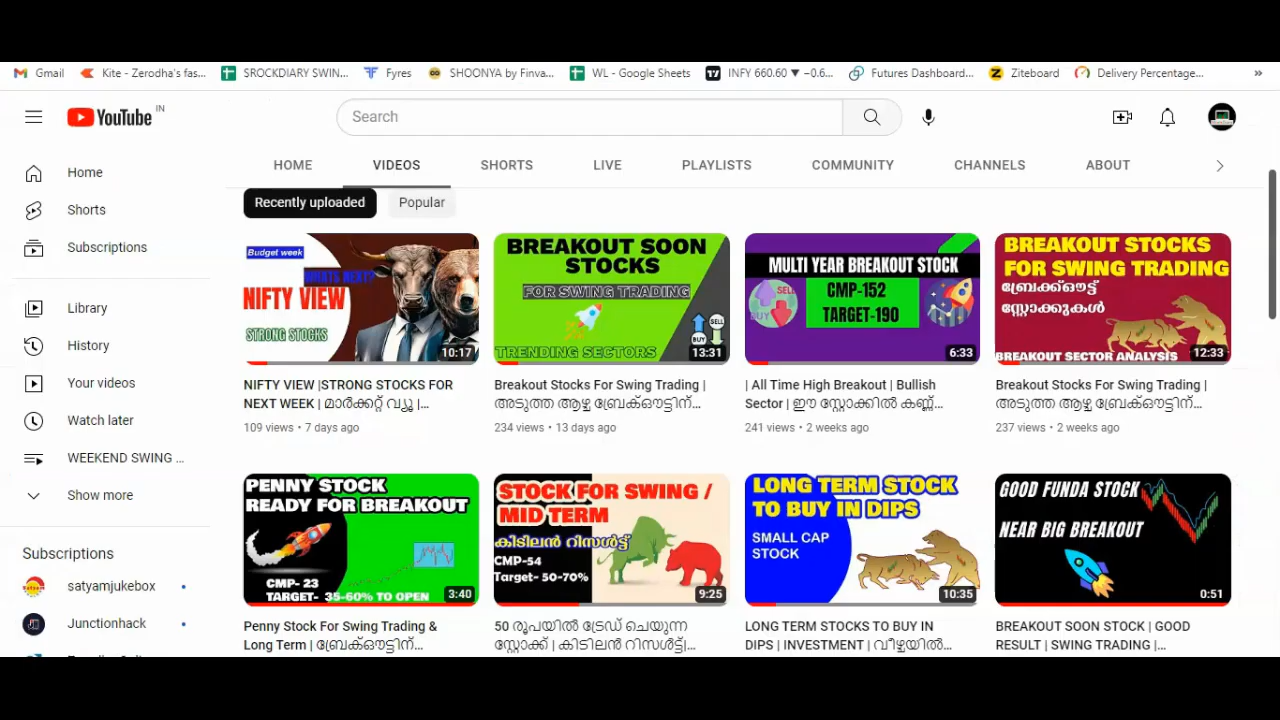 Gmail
Kite - Zerodha's fas...
SROCKDIARY SWIN...
Fyres
SHOONYA by Finva...
WL - Google Sheets
INFY 660.60 ▼ −0.6...
Futures Dashboard...
Ziteboard
Delivery Percentage...
»
YouTube IN
Search
HOME
VIDEOS
SHORTS
LIVE
PLAYLISTS
COMMUNITY
CHANNELS
ABOUT
Home
Shorts
Subscriptions
Library
History
Your videos
Watch later
WEEKEND SWING ...
Show more
Subscriptions
satyamjukebox
Junctionhack
Recently uploaded
Popular
Budget week
WHATS NEXT?
NIFTY VIEW
STRONG STOCKS
10:17
NIFTY VIEW |STRONG STOCKS FOR
NEXT WEEK | മാർക്കറ്റ് വ്യൂ |...
109 views • 7 days ago
BREAKOUT SOON
STOCKS
FOR SWING TRADING
SELL
BUY
TRENDING SECTORS
13:31
Breakout Stocks For Swing Trading |
അടുത്ത ആഴ്ച ബ്രേക്ഔട്ടിന്...
234 views • 13 days ago
MULTI YEAR BREAKOUT STOCK
CMP-152
TARGET-190
SELL
BUY
6:33
| All Time High Breakout | Bullish
Sector | ഈ സ്റ്റോക്കിൽ കണ്ണ്...
241 views • 2 weeks ago
BREAKOUT STOCKS
FOR SWING TRADING
ബ്രേക്ക്ഔട്ട്
സ്റ്റോക്കുകൾ
BREAKOUT SECTOR ANALYSIS
12:33
Breakout Stocks For Swing Trading |
അടുത്ത ആഴ്ച ബ്രേക്ഔട്ടിന്...
237 views • 2 weeks ago
PENNY STOCK
READY FOR BREAKOUT
CMP- 23
TARGET- 35-60% TO OPEN
3:40
Penny Stock For Swing Trading &
Long Term | ബ്രേക്ഔട്ടിന്...
STOCK FOR SWING /
MID TERM
കിടിലൻ റിസൾട്ട്
CMP-54
Target- 50-70%
9:25
50 രൂപയിൽ ട്രേഡ് ചെയുന്ന
സ്റ്റോക്ക് | കിടിലൻ റിസൾട്ട്|...
LONG TERM STOCK
TO BUY IN DIPS
SMALL CAP
STOCK
10:35
LONG TERM STOCKS TO BUY IN
DIPS | INVESTMENT | വീഴ്ചയിൽ...
GOOD FUNDA STOCK
NEAR BIG BREAKOUT
0:51
BREAKOUT SOON STOCK | GOOD
RESULT | SWING TRADING |...